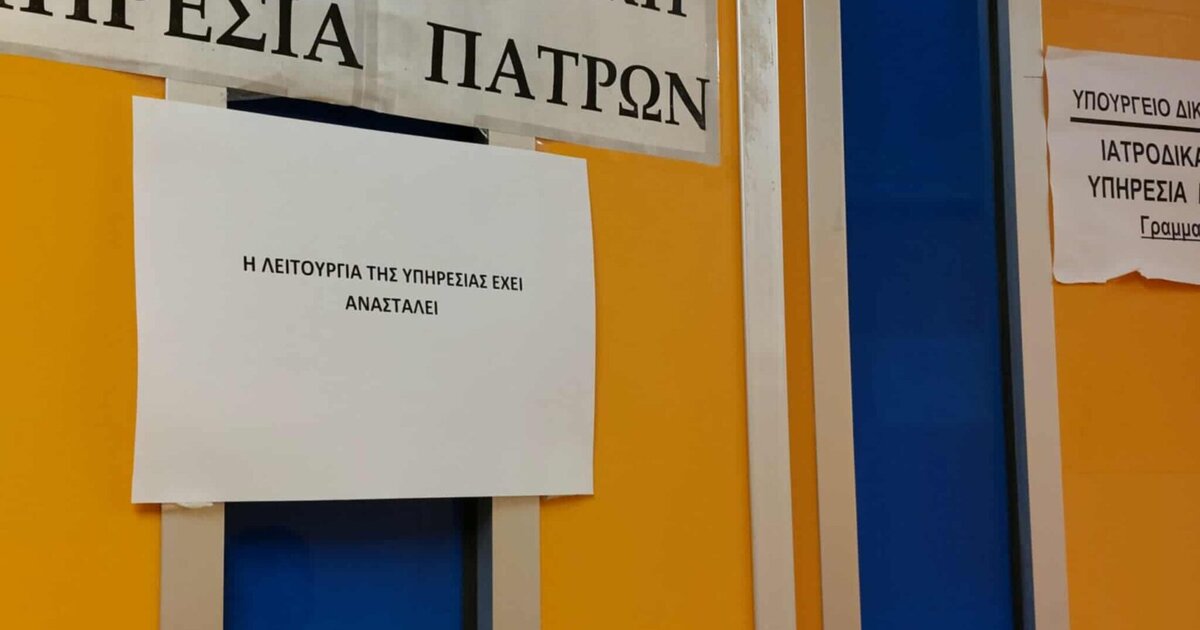 ΠΑΤΡΩΝ
Η ΛΕΙΤΟΥΡΓΙΑ ΤΗΣ ΥΠΗΡΕΣΙΑΣ ΕΧΕΙ
ΑΝΑΣΤΑΛΕΙ
ΥΠΟΥΡΓΕΙΟ
ΥΠΗΡΕΣΙΑ